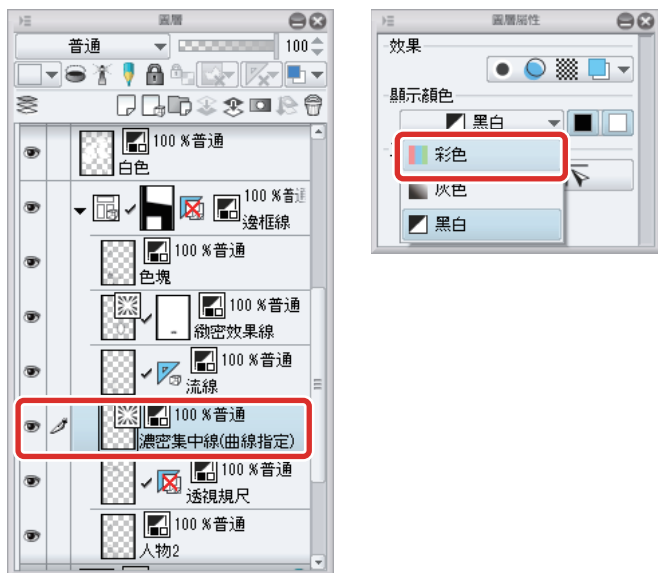 圖層
普通
100
100 %普通
白色
100 %普通
邊框線
100 %普通
色塊
100 %普通
緻密效果線
100 %普通
流線
100 %普通
濃密集中線(曲線指定)
100 %普通
透視規尺
100 %普通
人物2
圖層屬性
效果
顯示顏色
黑白
彩色
灰色
黑白